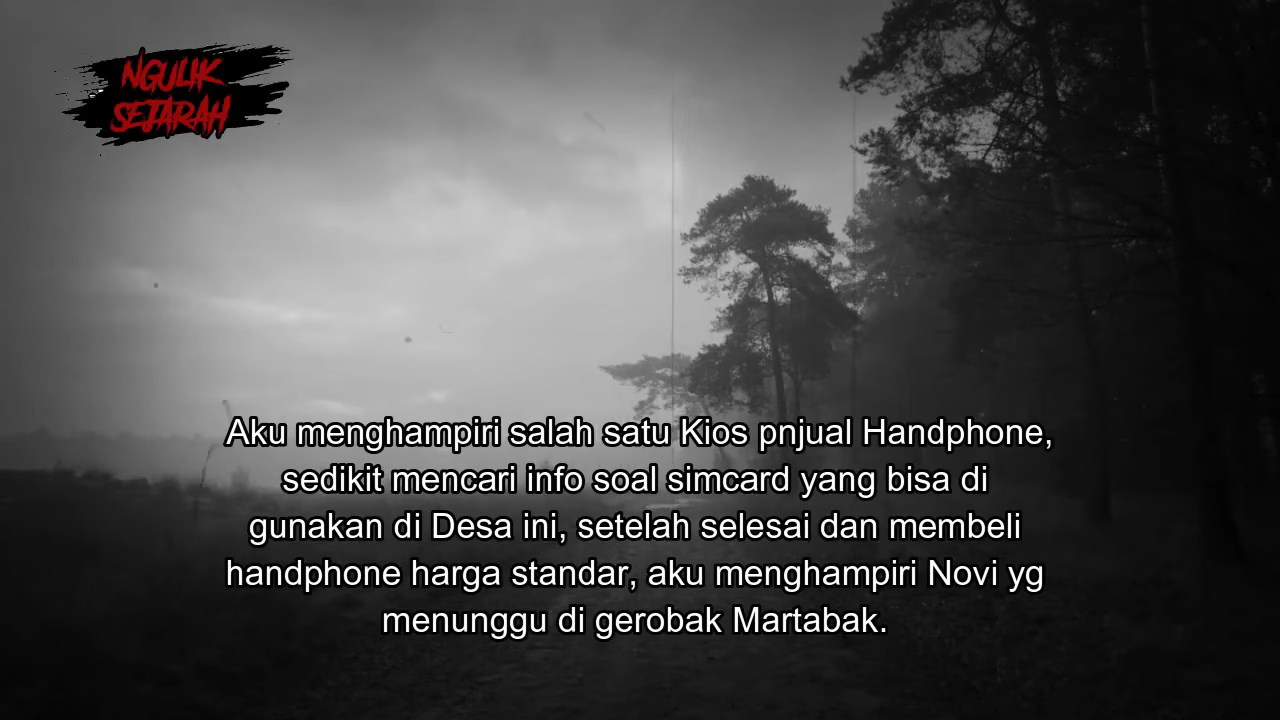 NGULIK
SEJARAH
Aku menghampiri salah satu Kios pnjual Handphone,
sedikit mencari info soal simcard yang bisa di
gunakan di Desa ini, setelah selesai dan membeli
handphone harga standar, aku menghampiri Novi yg
menunggu di gerobak Martabak.